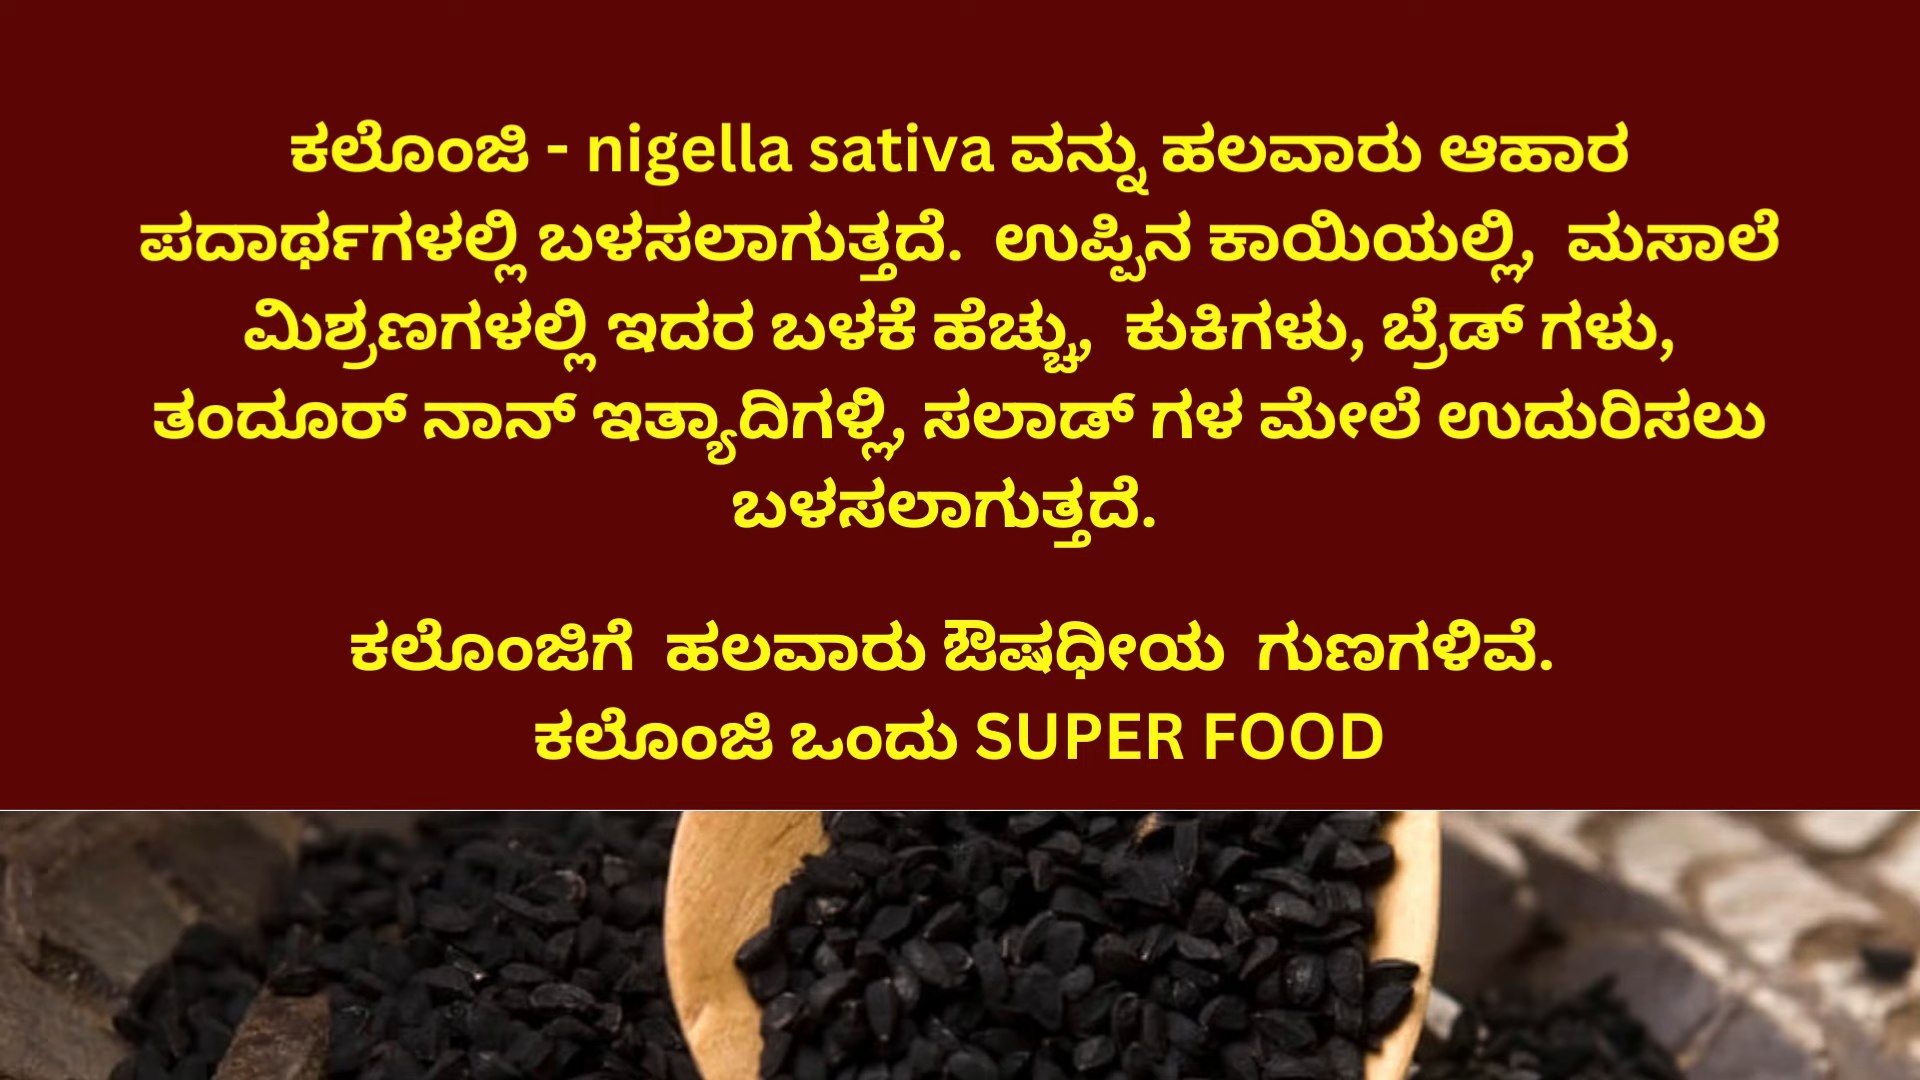 ಕಲೊಂಜಿ - nigella sativa ವನ್ನು ಹಲವಾರು ಆಹಾರ
ಪದಾರ್ಥಗಳಲ್ಲಿ ಬಳಸಲಾಗುತ್ತದೆ. ಉಪ್ಪಿನ ಕಾಯಿಯಲ್ಲಿ, ಮಸಾಲೆ
ಮಿಶ್ರಣಗಳಲ್ಲಿ ಇದರ ಬಳಕೆ ಹೆಚ್ಚು, ಕುಕಿಗಳು, ಬ್ರೆಡ್ ಗಳು,
ತಂದೂರ್ ನಾನ್ ಇತ್ಯಾದಿಗಳ್ಲಿ, ಸಲಾಡ್ ಗಳ ಮೇಲೆ ಉದುರಿಸಲು
ಬಳಸಲಾಗುತ್ತದೆ.
ಕಲೊಂಜಿಗೆ ಹಲವಾರು ಔಷಧೀಯ ಗುಣಗಳಿವೆ.
ಕಲೊಂಜಿ ಒಂದು SUPER FOOD